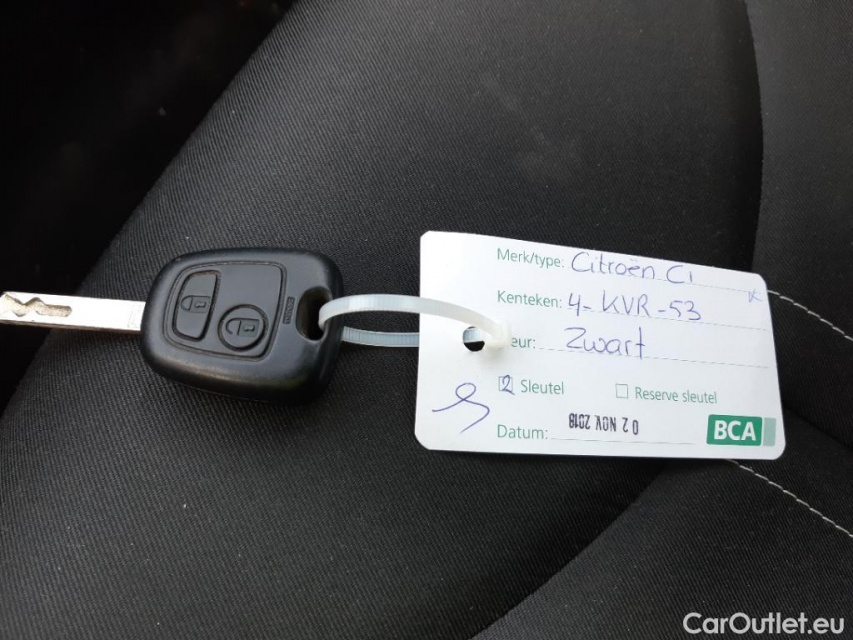 Merk/type: Citroën C1
Kenteken: 4-KVR-53
eur: Zwart
2 Sleutel Reserve sleutel
Datum: 02 NOV 2018
BCA
CarOutlet.eu